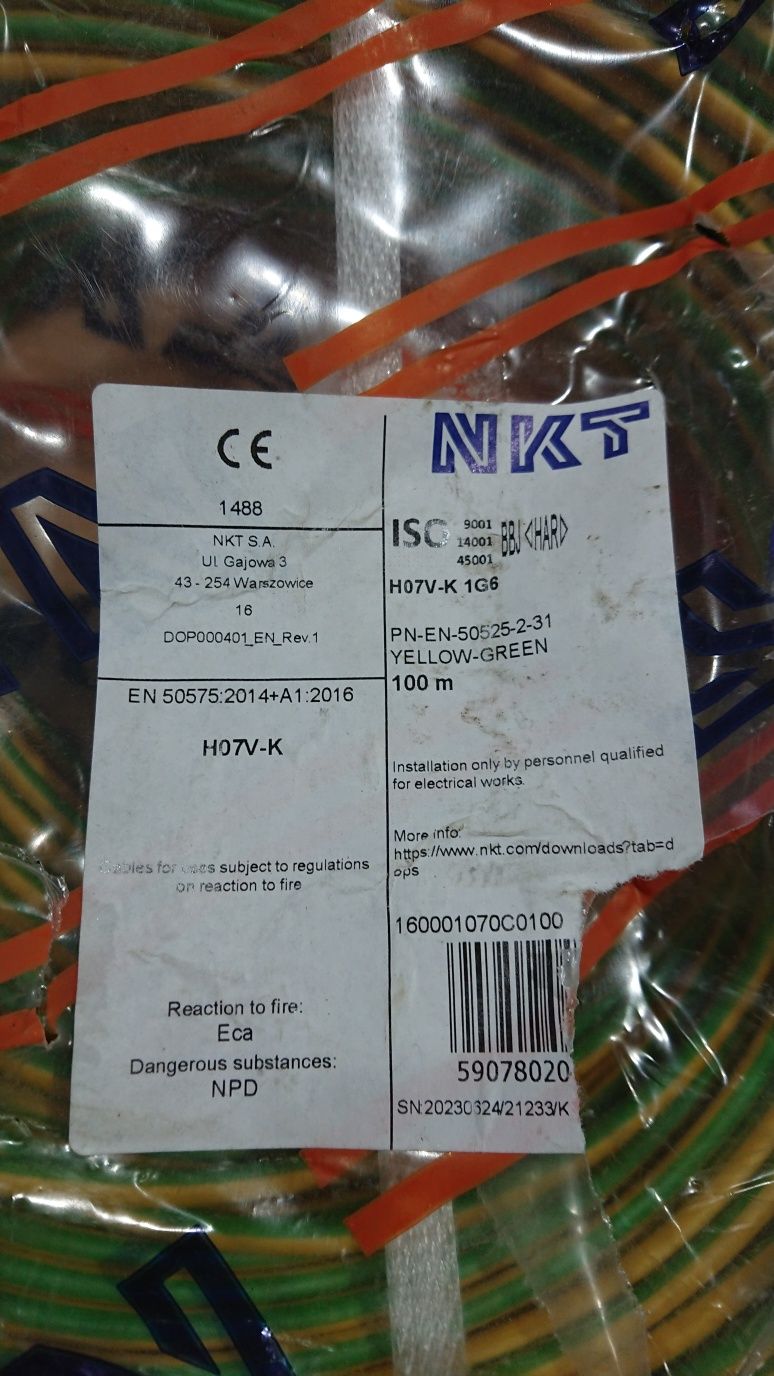 CE
1488
NKT S.A.
Ul. Gajowa 3
43 - 254 Warszowice
16
DOP000401_EN_Rev.1
EN 50575:2014+A1:2016
H07V-K
Cables for uses subject to regulations
on reaction to fire
Reaction to fire:
Eca
Dangerous substances:
NPD
NKT
ISO 9001
14001
45001
BBJ <HAR>
H07V-K 1G6
PN-EN-50525-2-31
YELLOW-GREEN
100 m
Installation only by personnel qualified
for electrical works.
More info:
https://www.nkt.com/downloads?tab=d
ops
160001070C0100
59078020
SN:20230624/21233/K